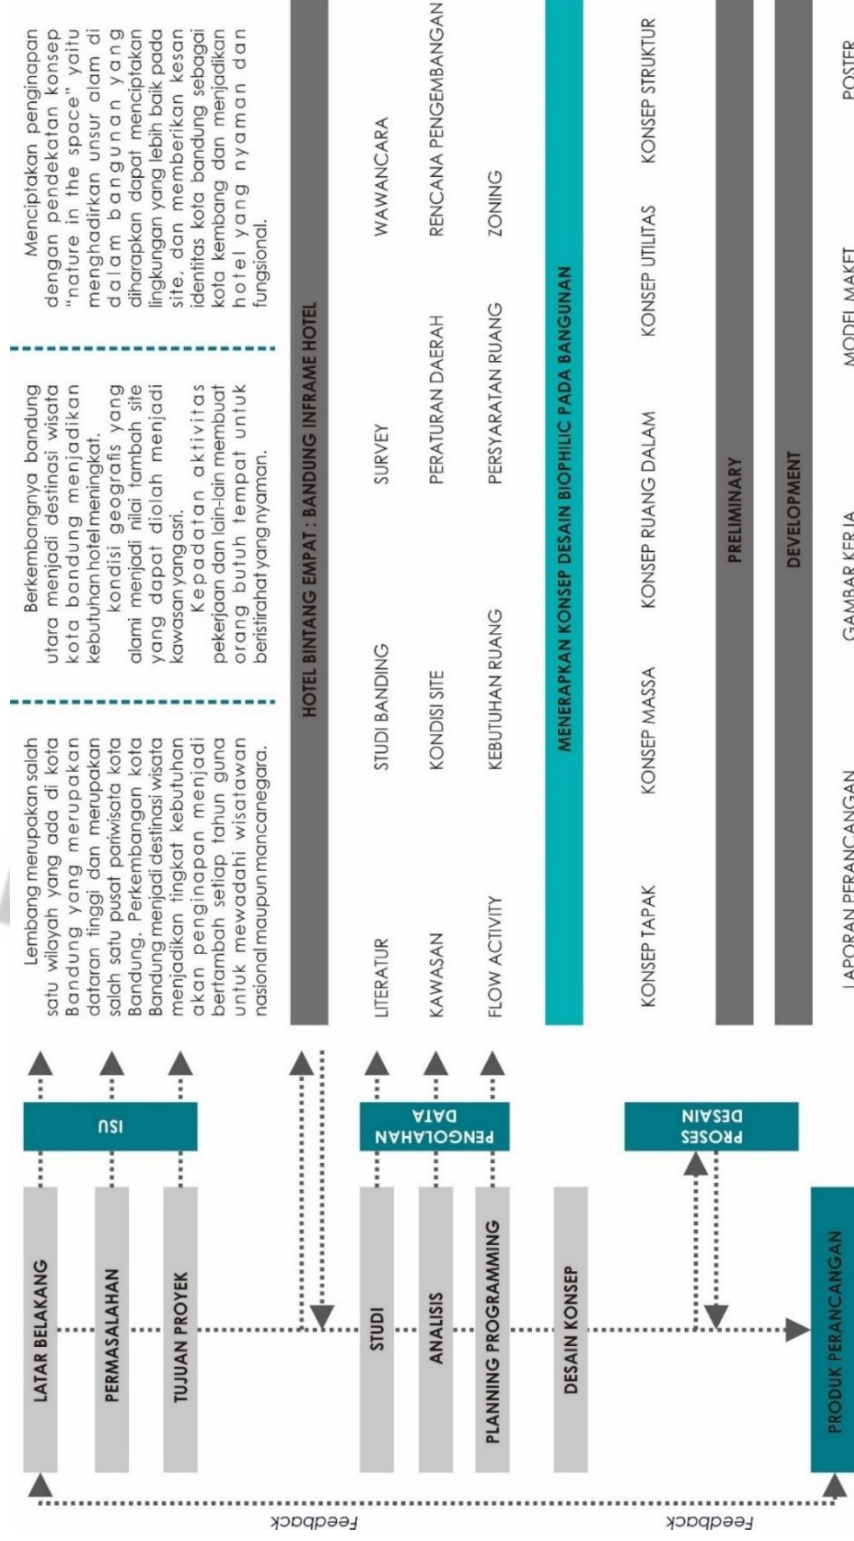 LATAR BELAKANG
PERMASALAHAN
TUJUAN PROYEK
ISU
Lembang merupakan salah
satu wilayah yang ada di kota
Bandung yang merupakan
dataran tinggi dan merupakan
salah satu pusat pariwisata kota
Bandung. Perkembangan kota
Bandung menjadi destinasi wisata
menjadikan tingkat kebutuhan
akan penginapan menjadi
bertambah setiap tahun guna
untuk mewadahi wisatawan
nasional maupun mancanegara.
Berkembangnya bandung
utara menjadi destinasi wisata
kota bandung menjadikan
kebutuhan hotel meningkat.
kondisi geografis yang
alami menjadi nilai tambah site
yang dapat diolah menjadi
kawasan yang asri.
Kepadatan aktivitas
pekerjaan dan lain-lain membuat
orang butuh tempat untuk
beristirahat yang nyaman.
Menciptakan penginapan
dengan pendekatan konsep
"nature in the space" yaitu
menghadirkan unsur alam di
dalam bangunan yang
diharapkan dapat menciptakan
lingkungan yang lebih baik pada
site, dan memberikan kesan
identitas kota bandung sebagai
kota kembang dan menjadikan
hotel yang nyaman dan
fungsional.
HOTEL BINTANG EMPAT : BANDUNG INFRAME HOTEL
Feedback
STUDI
ANALISIS
PLANNING PROGRAMMING
PENGOLAHAN
DATA
LITERATUR STUDI BANDING SURVEY WAWANCARA
KAWASAN KONDISI SITE PERATURAN DAERAH RENCANA PENGEMBANGAN
FLOW ACTIVITY KEBUTUHAN RUANG PERSYARATAN RUANG ZONING
DESAIN KONSEP
MENERAPKAN KONSEP DESAIN BIOPHILIC PADA BANGUNAN
PROSES
DESAIN
KONSEP TAPAK KONSEP MASSA KONSEP RUANG DALAM KONSEP UTILITAS KONSEP STRUKTUR
Feedback
PRELIMINARY
DEVELOPMENT
PRODUK PERANCANGAN
LAPORAN PERANCANGAN GAMBAR KERJA MODEL MAKET POSTER